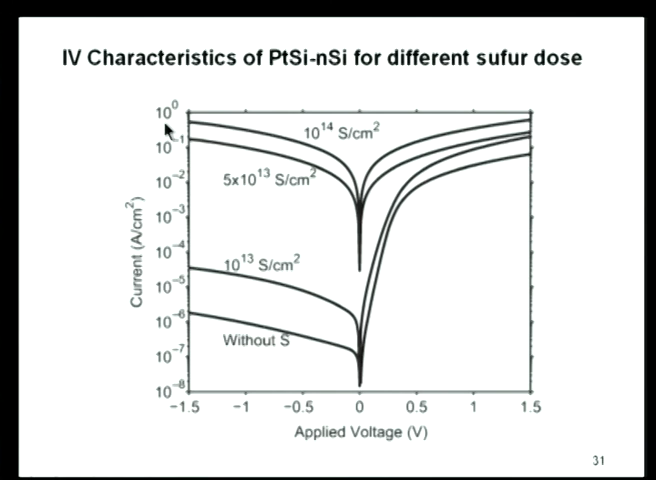 IV Characteristics of PtSi-nSi for different sufur dose
10^0
10^-1
10^-2
10^-3
10^-4
10^-5
10^-6
10^-7
10^-8
Current (A/cm^2)
10^14 S/cm^2
5x10^13 S/cm^2
10^13 S/cm^2
Without S
−1.5 −1 −0.5 0 0.5 1 1.5
Applied Voltage (V)
31